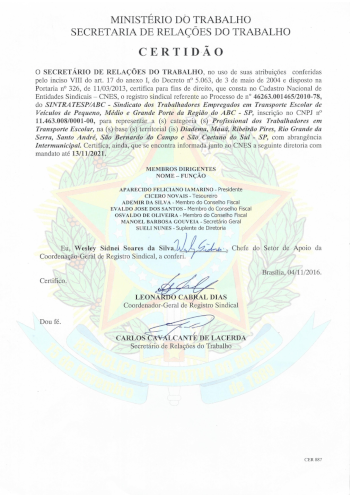 MINISTÉRIO DO TRABALHO
SECRETARIA DE RELAÇÕES DO TRABALHO
CERTIDÃO
O SECRETÁRIO DE RELAÇÕES DO TRABALHO, no uso de suas atribuições conferidas
pelo inciso VIII do art. 17 do anexo I, do Decreto nº 5.063, de 3 de maio de 2004 e disposto na
Portaria nº 326, de 11/03/2013, certifica para fins de direito, que consta no Cadastro Nacional de
Entidades Sindicais – CNES, o registro sindical referente ao Processo de nº 46263.001465/2010-78,
do SINTRATESP/ABC - Sindicato dos Trabalhadores Empregados em Transporte Escolar de
Veículos de Pequeno, Médio e Grande Porte da Região do ABC - SP, inscrição no CNPJ nº
11.463.008/0001-00, para representar a (s) categoria (s) Profissional dos Trabalhadores em
Transporte Escolar, na (s) base (s) territorial (is) Diadema, Mauá, Ribeirão Pires, Rio Grande da
Serra, Santo André, São Bernardo do Campo e São Caetano do Sul - SP, com abrangência
Intermunicipal. Certifica, ainda, que se encontra informada junto ao CNES a seguinte diretoria com
mandato até 13/11/2021.
MEMBROS DIRIGENTES
NOME – FUNÇÃO
APARECIDO FELICIANO IAMARINO - Presidente
CICERO NOVAIS - Tesoureiro
ADEMIR DA SILVA - Membro do Conselho Fiscal
EVALDO JOSE DOS SANTOS - Membro do Conselho Fiscal
OSVALDO DE OLIVEIRA - Membro do Conselho Fiscal
MANOEL BARBOSA GOUVEIA - Secretário Geral
SUELI NUNES - Suplente de Diretoria
Eu, Wesley Sidnei Soares da Silva, Chefe do Setor de Apoio da
Coordenação-Geral de Registro Sindical, a conferi.
Brasília, 04/11/2016.
Certifico.
LEONARDO CABRAL DIAS
Coordenador-Geral de Registro Sindical
Dou fé.
CARLOS CAVALCANTE DE LACERDA
Secretário de Relações do Trabalho